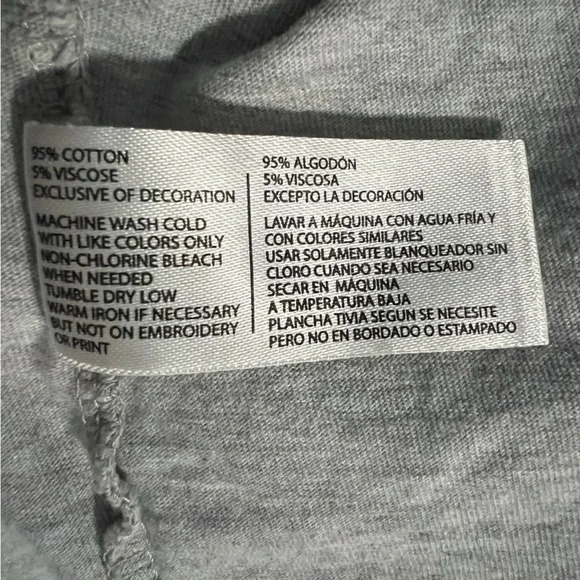 95% COTTON
5% VISCOSE
EXCLUSIVE OF DECORATION
MACHINE WASH COLD
WITH LIKE COLORS ONLY
NON-CHLORINE BLEACH
WHEN NEEDED
TUMBLE DRY LOW
WARM IRON IF NECESSARY
BUT NOT ON EMBROIDERY
OR PRINT
95% ALGODÓN
5% VISCOSA
EXCEPTO LA DECORACIÓN
LAVAR A MÁQUINA CON AGUA FRÍA Y
CON COLORES SIMILARES
USAR SOLAMENTE BLANQUEADOR SIN
CLORO CUANDO SEA NECESARIO
SECAR EN MÁQUINA
A TEMPERATURA BAJA
PLANCHA TIVIA SEGUN SE NECESITE
PERO NO EN BORDADO O ESTAMPADO